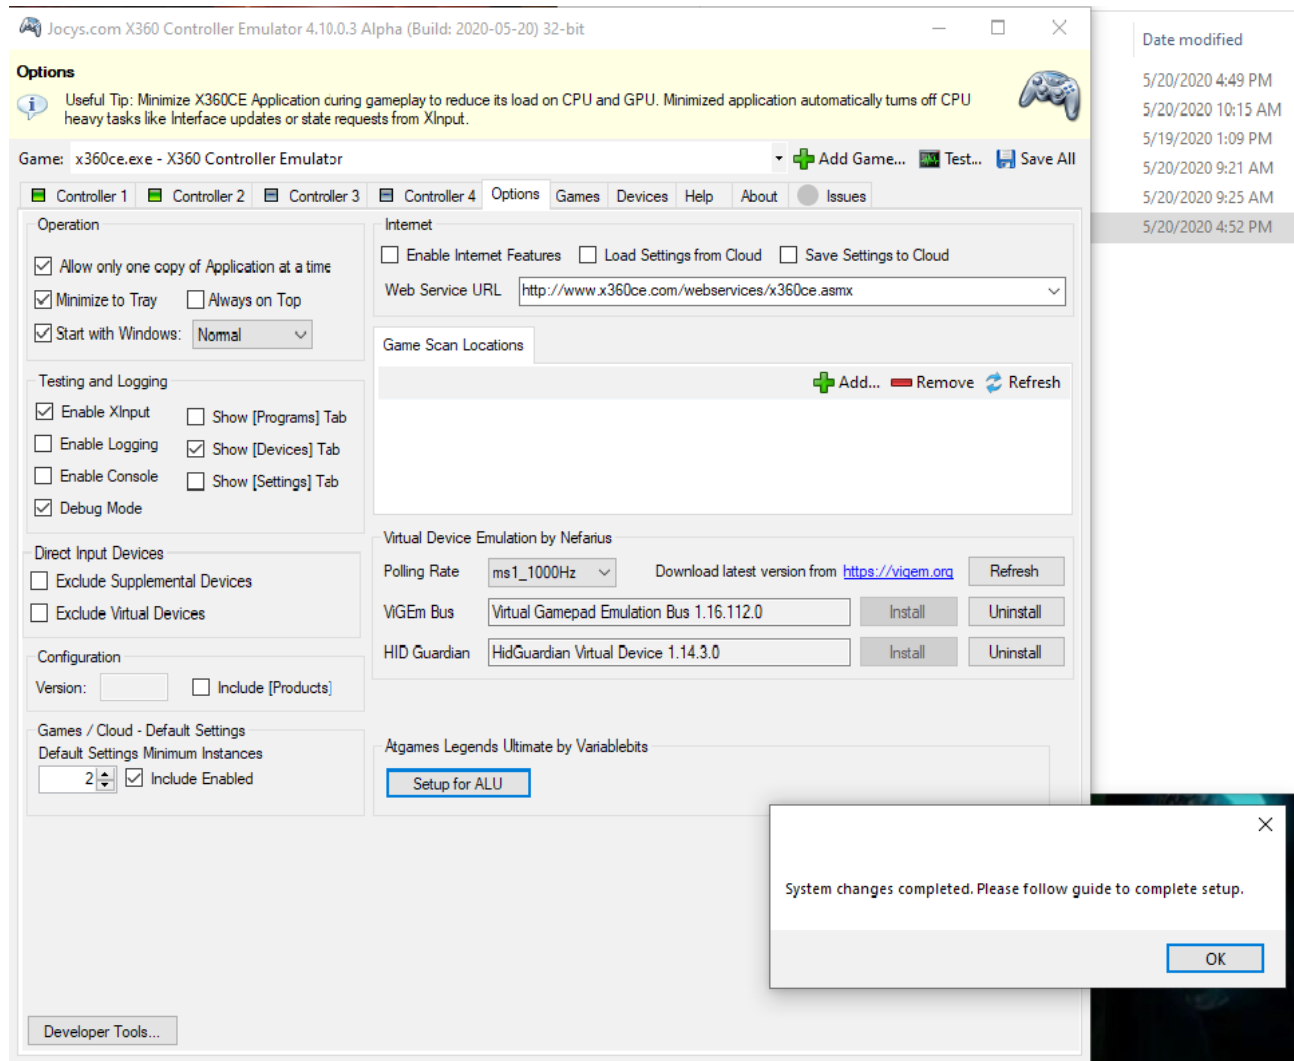 Jocys.com X360 Controller Emulator 4.10.0.3 Alpha (Build: 2020-05-20) 32-bit
Options
Useful Tip: Minimize X360CE Application curing gameplay to reduce its load on CPU and GPU. Minimized application automatically turns off CPU
heavy tasks like Interface updates or state requests from XInput.
Game: x360ce.exe - X360 Controller Emulator Add Game... Test... Save All
Controller 1 Controller 2 Controller 3 Controller 4 Options Games Devices Help About Issues
Operation
Allow only one copy of Application at a time
Minimize to Tray Always on Top
Start with Windows: Normal
Testing and Logging
Enable XInput Show [Programs] Tab
Enable Logging Show [Devices] Tab
Enable Console Show [Settings] Tab
Debug Mode
Direct Input Devices
Exclude Supplemental Devices
Exclude Virtual Devices
Configuration
Version: Include [Products]
Games / Cloud - Default Settings
Default Settings Minimum Instances
2 Include Enabled
Developer Tools...
Internet
Enable Internet Features Load Settings from Cloud Save Settings to Cloud
Web Service URL http://www.x360ce.com/webservices/x360ce.asmx
Game Scan Locations
Add... Remove Refresh
Virtual Device Emulation by Nefarius
Polling Rate ms1_1000Hz Download latest version from https://vigem.org Refresh
ViGEm Bus Virtual Gamepad Emulation Bus 1.16.112.0 Install Uninstall
HID Guardian HidGuardian Virtual Device 1.14.3.0 Install Uninstall
Atgames Legends Ultimate by Variablebits
Setup for ALU
System changes completed. Please follow guide to complete setup.
OK
Date modified
5/20/2020 4:49 PM
5/20/2020 10:15 AM
5/19/2020 1:09 PM
5/20/2020 9:21 AM
5/20/2020 9:25 AM
5/20/2020 4:52 PM